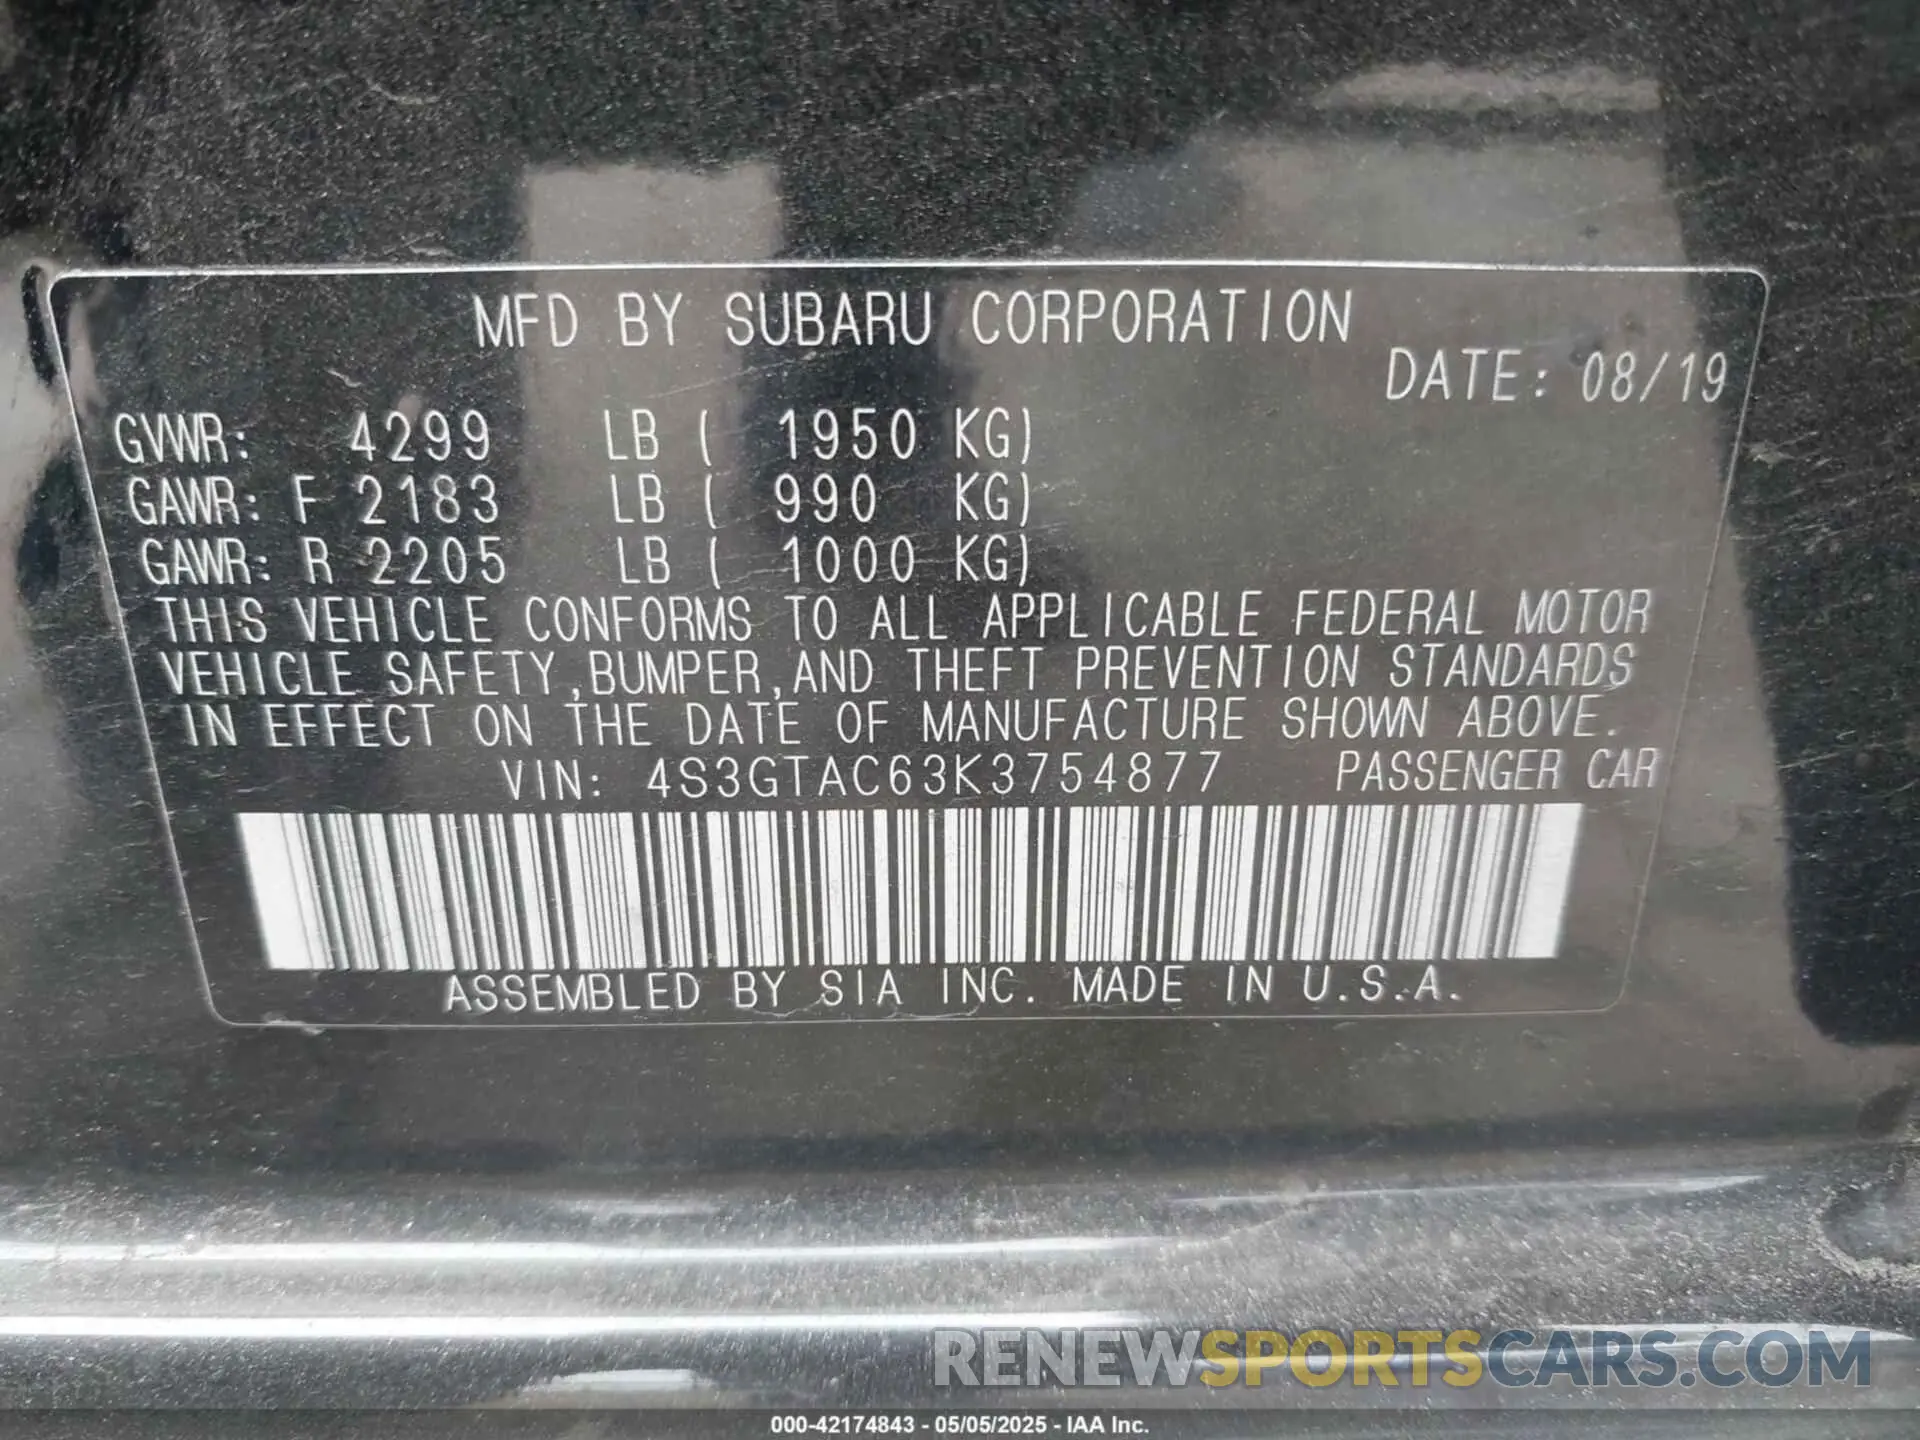 MFD BY SUBARU CORPORATION
DATE: 08/19
GVWR: 4299 LB ( 1950 KG)
GAWR: F 2183 LB ( 990 KG)
GAWR: R 2205 LB ( 1000 KG)
THIS VEHICLE CONFORMS TO ALL APPLICABLE FEDERAL MOTOR
VEHICLE SAFETY,BUMPER,AND THEFT PREVENTION STANDARDS
IN EFFECT ON THE DATE OF MANUFACTURE SHOWN ABOVE.
VIN: 4S3GTAC63K3754877 PASSENGER CAR
ASSEMBLED BY SIA INC. MADE IN U.S.A.
RENEWSPORTSCARS.COM
000-42174843 - 05/05/2025 - IAA Inc.